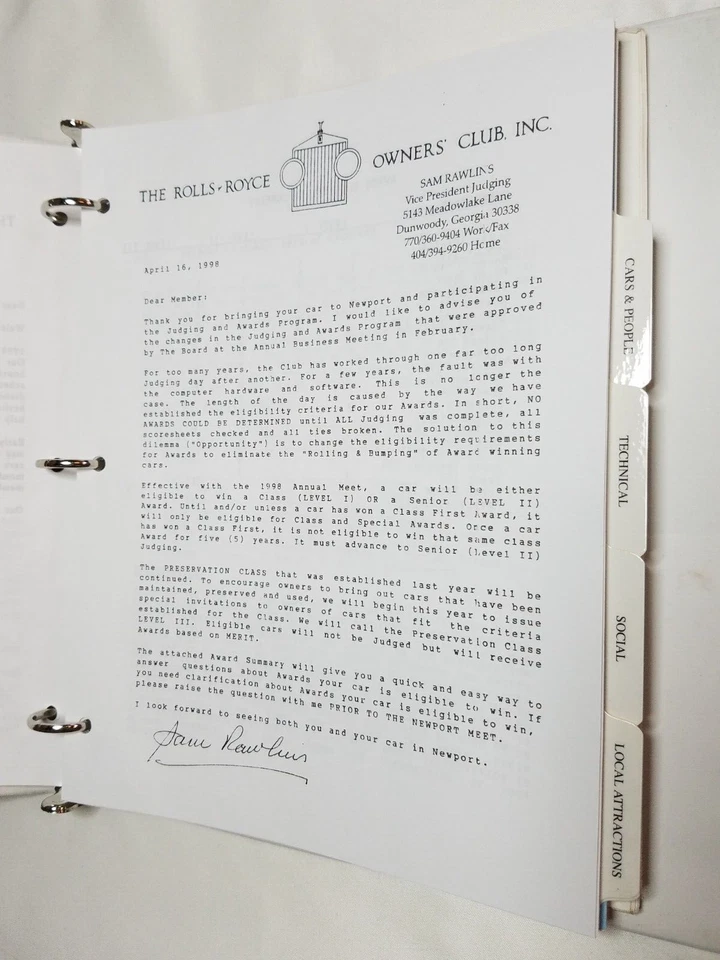 THE ROLLS-ROYCE OWNERS' CLUB, INC.
SAM RAWLINS
Vice President Judging
5143 Meadowlake Lane
Dunwoody, Georgia 30338
770/360-9404 Work/Fax
404/394-9260 Home
April 16, 1998
Dear Member:
Thank you for bringing your car to Newport and participating in
the Judging and Awards Program. I would like to advise you of
the changes in the Judging and Awards Program that were approved
by The Board at the Annual Business Meeting in February.
For too many years, the Club has worked through one far too long
Judging day after another. For a few years, the fault was with
the computer hardware and software. This is no longer the
case. The length of the day is caused by the way we have
established the eligibility criteria for our Awards. In short, NO
AWARDS COULD BE DETERMINED until ALL Judging was complete, all
scoresheets checked and all ties broken. The solution to this
dilemma ("Opportunity") is to change the eligibility requirements
for Awards to eliminate the "Rolling & Bumping" of Award winning
cars.
Effective with the 1998 Annual Meet, a car will be either
eligible to win a Class (LEVEL I) OR a Senior (LEVEL II)
Award. Until and/or unless a car has won a Class First Award, it
will only be eligible for Class and Special Awards. Once a car
has won a Class First, it is not eligible to win that same class
Award for five (5) years. It must advance to Senior (Level II)
Judging.
The PRESERVATION CLASS that was established last year will be
continued. To encourage owners to bring out cars that have been
maintained, preserved and used, we will begin this year to issue
special invitations to owners of cars that fit the criteria
established for the Class. We will call the Preservation Class
LEVEL III. Eligible cars will not be Judged but will receive
Awards based on MERIT.
The attached Award Summary will give you a quick and easy way to
answer questions about Awards your car is eligible to win. If
you need clarification about Awards your car is eligible to win,
please raise the question with me PRIOR TO THE NEWPORT MEET.
I look forward to seeing both you and your car in Newport.
Sam Rawlins
CARS & PEOPLE
TECHNICAL
SOCIAL
LOCAL ATTRACTIONS